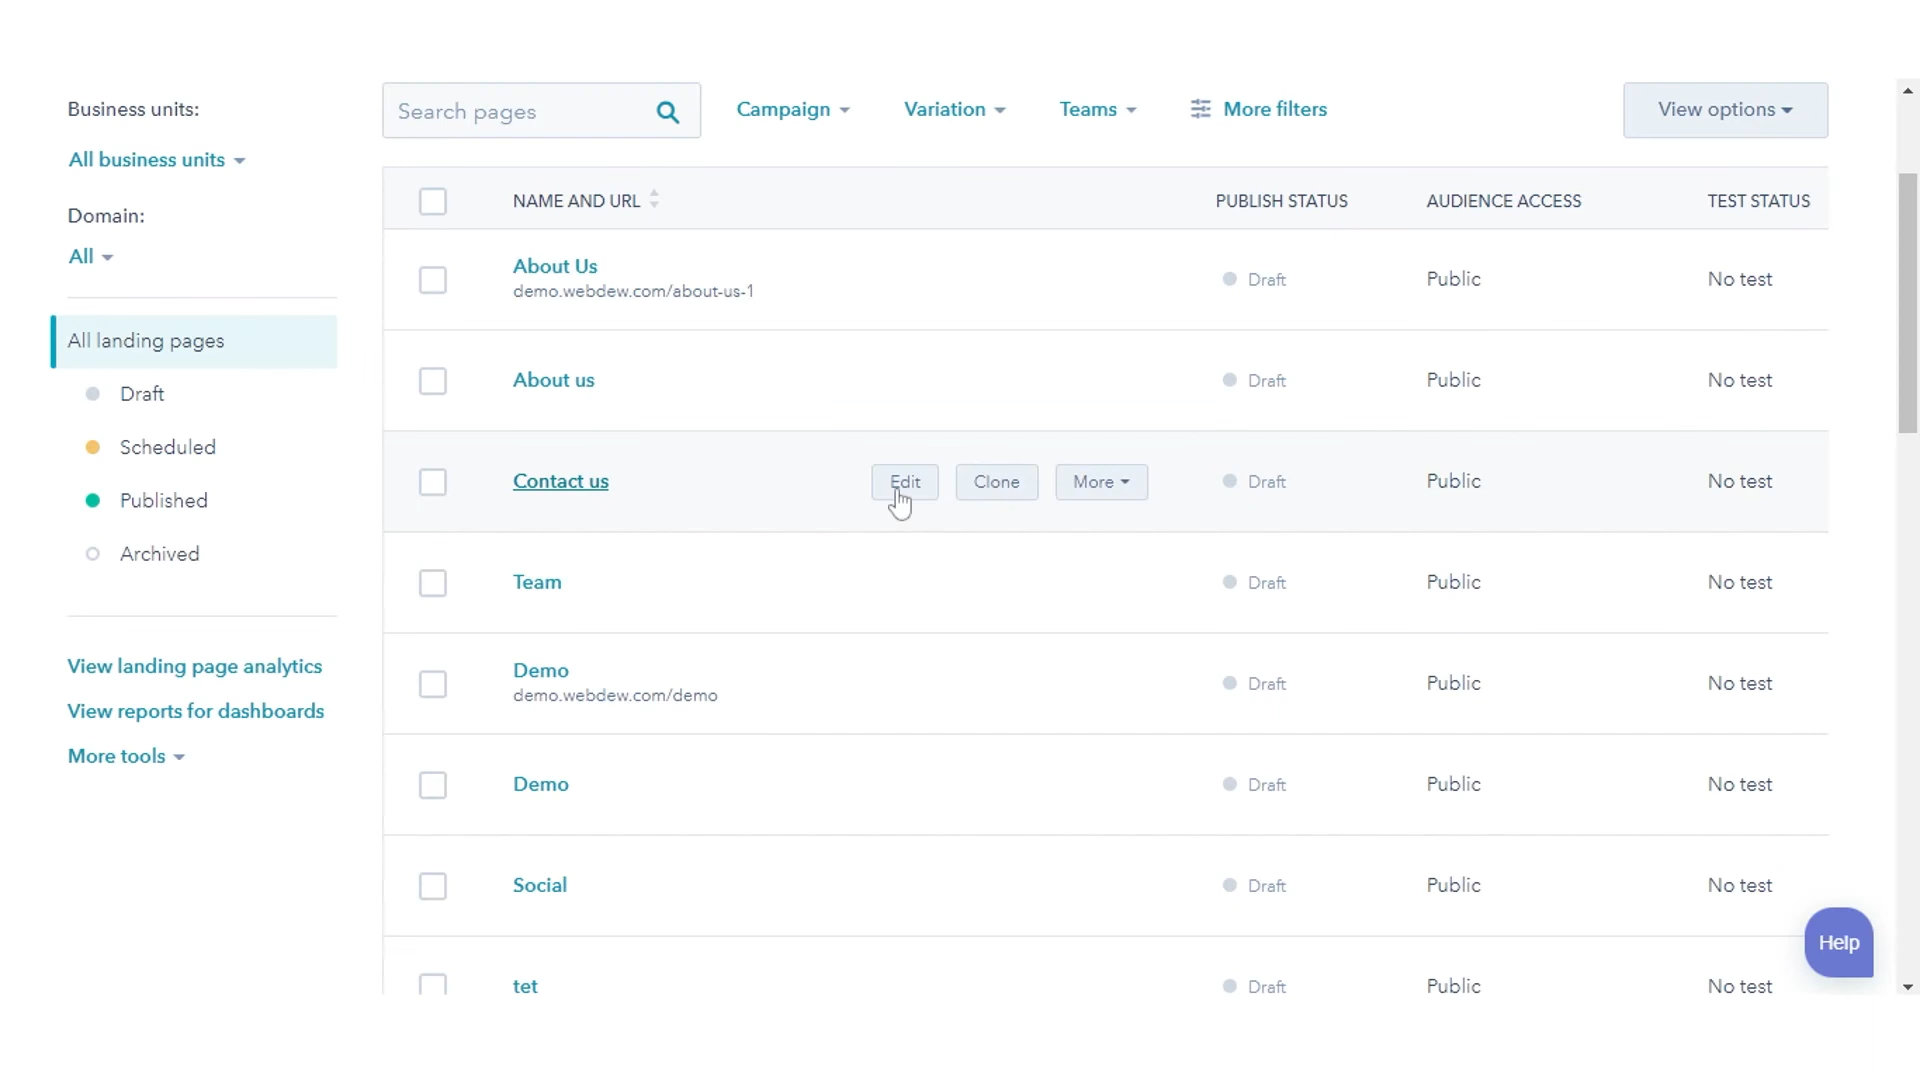 Business units:
All business units
Domain:
All
All landing pages
Draft
Scheduled
Published
Archived
View landing page analytics
View reports for dashboards
More tools
Search pages
Campaign
Variation
Teams
More filters
View options
NAME AND URL
PUBLISH STATUS
AUDIENCE ACCESS
TEST STATUS
About Us
demo.webdew.com/about-us-1
Draft
Public
No test
About us
Draft
Public
No test
Contact us
Edit
Clone
More
Draft
Public
No test
Team
Draft
Public
No test
Demo
demo.webdew.com/demo
Draft
Public
No test
Demo
Draft
Public
No test
Social
Draft
Public
No test
tet
Draft
Public
No test
Help